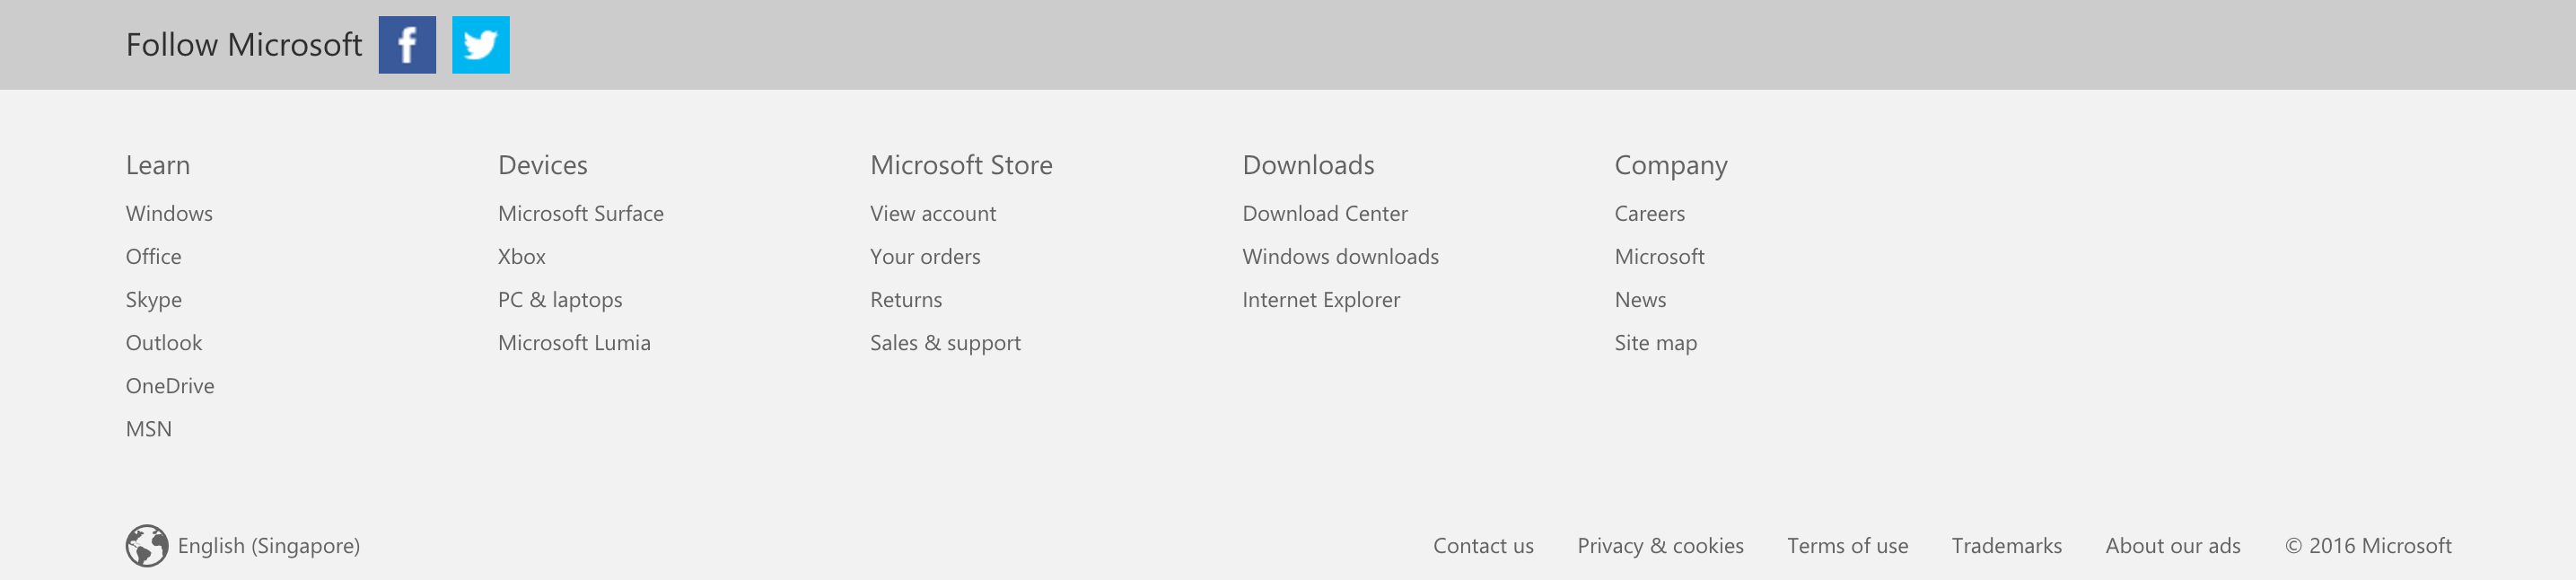 Follow Microsoft
Learn
Windows
Office
Skype
Outlook
OneDrive
MSN
Devices
Microsoft Surface
Xbox
PC & laptops
Microsoft Lumia
Microsoft Store
View account
Your orders
Returns
Sales & support
Downloads
Download Center
Windows downloads
Internet Explorer
Company
Careers
Microsoft
News
Site map
English (Singapore)
Contact us
Privacy & cookies
Terms of use
Trademarks
About our ads
© 2016 Microsoft